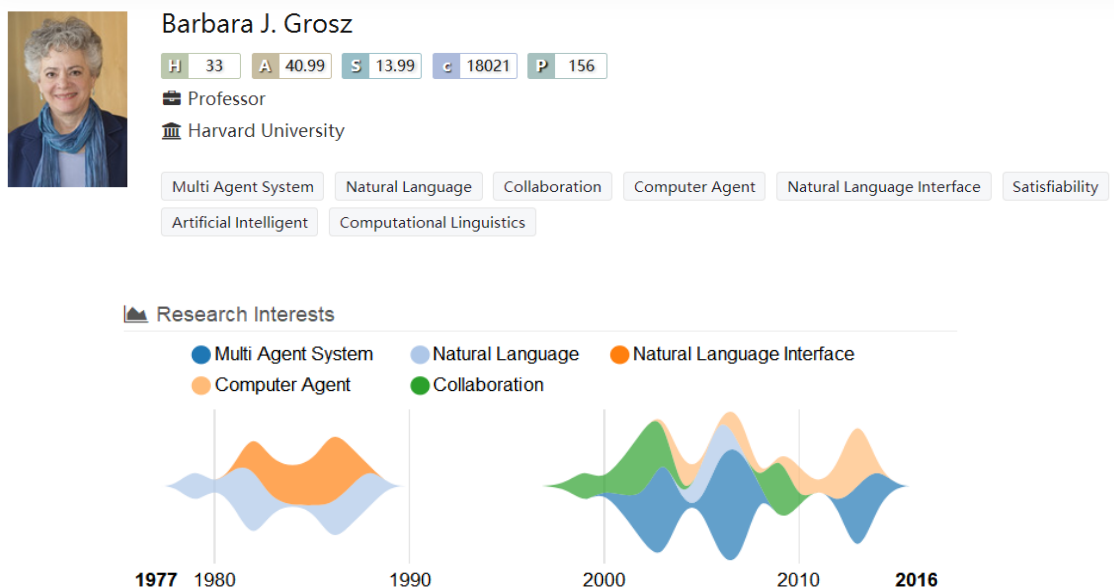 Barbara J. Grosz
H 33 A 40.99 S 13.99 c 18021 P 156
Professor
Harvard University
Multi Agent System Natural Language Collaboration Computer Agent Natural Language Interface Satisfiability
Artificial Intelligent Computational Linguistics
Research Interests
Multi Agent System Natural Language Natural Language Interface
Computer Agent Collaboration
1977 1980 1990 2000 2010 2016